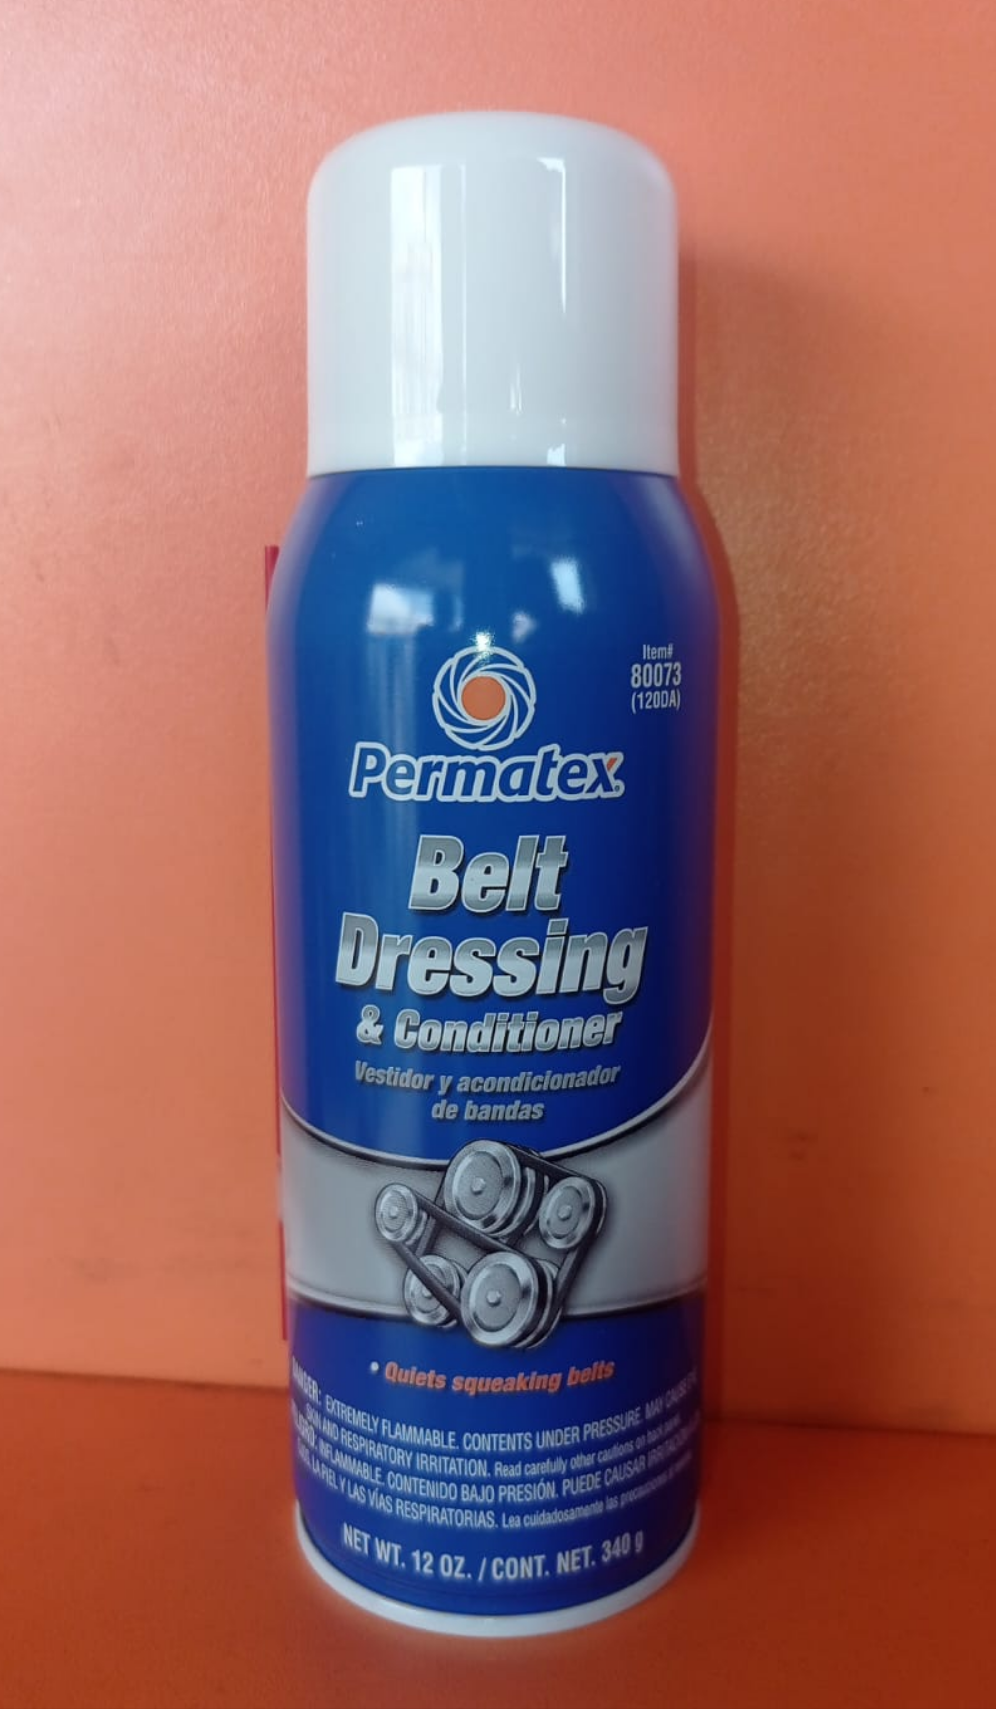 Item#
80073
(120DA)
Permatex®
Belt
Dressing
& Conditioner
Vestidor y acondicionador
de bandas
• Quiets squeaking belts
DANGER: EXTREMELY FLAMMABLE. CONTENTS UNDER PRESSURE. MAY CAUSE
SKIN AND RESPIRATORY IRRITATION. Read carefully other cautions on back panel.
INFLAMMABLE. CONTENIDO BAJO PRESIÓN. PUEDE CAUSAR
LA PIEL Y LAS VÍAS RESPIRATORIAS. Lea cuidadosamente las
NET WT. 12 OZ. / CONT. NET. 340 g